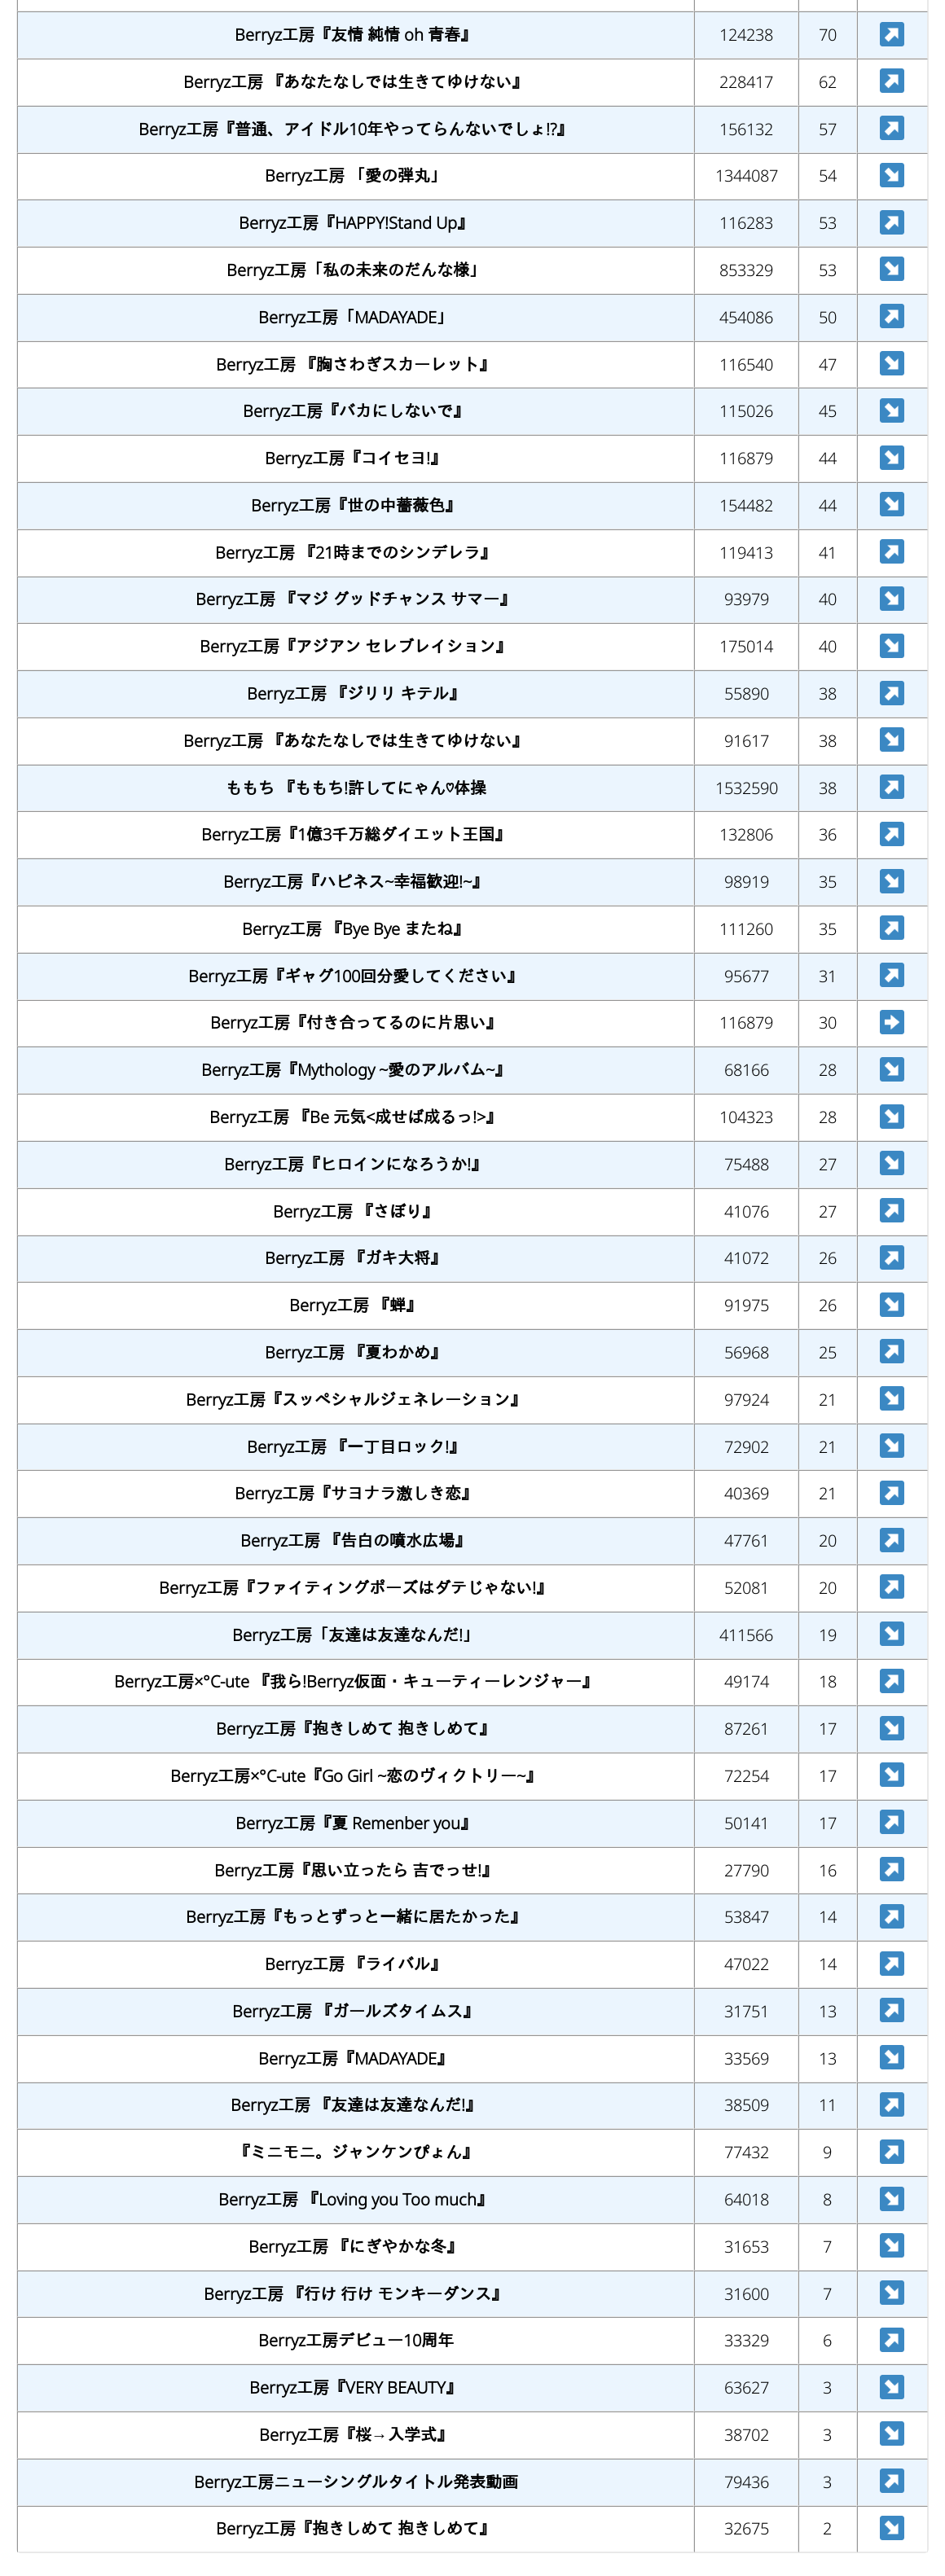 Berryz工房『友情 純情 oh 青春』 124238 70 ↗
Berryz工房 『あなたなしでは生きてゆけない』 228417 62 ↗
Berryz工房『普通、アイドル10年やってらんないでしょ!?』 156132 57 ↗
Berryz工房 「愛の弾丸」 1344087 54 ↘
Berryz工房『HAPPY!Stand Up』 116283 53 ↗
Berryz工房「私の未来のだんな様」 853329 53 ↘
Berryz工房「MADAYADE」 454086 50 ↗
Berryz工房 『胸さわぎスカーレット』 116540 47 ↘
Berryz工房『バカにしないで』 115026 45 ↘
Berryz工房『コイセヨ!』 116879 44 ↘
Berryz工房『世の中薔薇色』 154482 44 ↘
Berryz工房 『21時までのシンデレラ』 119413 41 ↗
Berryz工房 『マジ グッドチャンス サマー』 93979 40 ↘
Berryz工房『アジアン セレブレイション』 175014 40 ↘
Berryz工房 『ジリリ キテル』 55890 38 ↗
Berryz工房 『あなたなしでは生きてゆけない』 91617 38 ↘
ももち 『ももち!許してにゃん♡体操 1532590 38 ↗
Berryz工房『1億3千万総ダイエット王国』 132806 36 ↗
Berryz工房『ハピネス~幸福歓迎!~』 98919 35 ↘
Berryz工房 『Bye Bye またね』 111260 35 ↗
Berryz工房『ギャグ100回分愛してください』 95677 31 ↗
Berryz工房『付き合ってるのに片思い』 116879 30 ➡
Berryz工房『Mythology ~愛のアルバム~』 68166 28 ↘
Berryz工房 『Be 元気<成せば成るっ!>』 104323 28 ↘
Berryz工房『ヒロインになろうか!』 75488 27 ↘
Berryz工房 『さぼり』 41076 27 ↗
Berryz工房 『ガキ大将』 41072 26 ↗
Berryz工房 『蝉』 91975 26 ↘
Berryz工房 『夏わかめ』 56968 25 ↗
Berryz工房『スッペシャルジェネレーション』 97924 21 ↘
Berryz工房 『一丁目ロック!』 72902 21 ↘
Berryz工房『サヨナラ激しき恋』 40369 21 ↗
Berryz工房 『告白の噴水広場』 47761 20 ↗
Berryz工房『ファイティングポーズはダテじゃない!』 52081 20 ↗
Berryz工房「友達は友達なんだ!」 411566 19 ↘
Berryz工房×°C-ute 『我ら!Berryz仮面・キューティーレンジャー』 49174 18 ↗
Berryz工房『抱きしめて 抱きしめて』 87261 17 ↘
Berryz工房×°C-ute『Go Girl ~恋のヴィクトリー~』 72254 17 ↘
Berryz工房『夏 Remenber you』 50141 17 ↗
Berryz工房『思い立ったら 吉でっせ!』 27790 16 ↗
Berryz工房『もっとずっと一緒に居たかった』 53847 14 ↗
Berryz工房 『ライバル』 47022 14 ↗
Berryz工房 『ガールズタイムス』 31751 13 ↗
Berryz工房『MADAYADE』 33569 13 ↘
Berryz工房 『友達は友達なんだ!』 38509 11 ↗
『ミニモニ。ジャンケンぴょん』 77432 9 ↗
Berryz工房 『Loving you Too much』 64018 8 ↘
Berryz工房 『にぎやかな冬』 31653 7 ↘
Berryz工房 『行け 行け モンキーダンス』 31600 7 ↘
Berryz工房デビュー10周年 33329 6 ↗
Berryz工房『VERY BEAUTY』 63627 3 ↘
Berryz工房『桜→入学式』 38702 3 ↘
Berryz工房ニューシングルタイトル発表動画 79436 3 ↗
Berryz工房『抱きしめて 抱きしめて』 32675 2 ↘